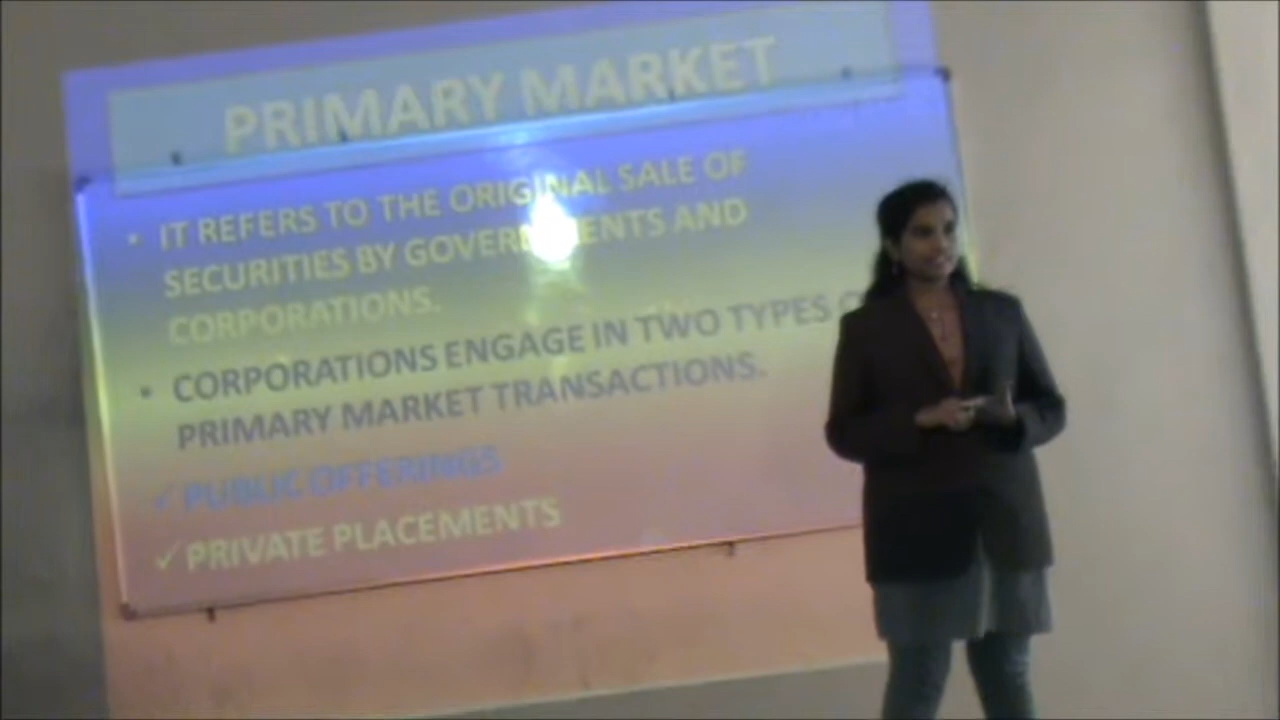 PRIMARY MARKET
• IT REFERS TO THE ORIGINAL SALE OF
SECURITIES BY GOVERNMENTS AND
CORPORATIONS.
• CORPORATIONS ENGAGE IN TWO TYPES
PRIMARY MARKET TRANSACTIONS.
✓ PUBLIC OFFERINGS
✓ PRIVATE PLACEMENTS